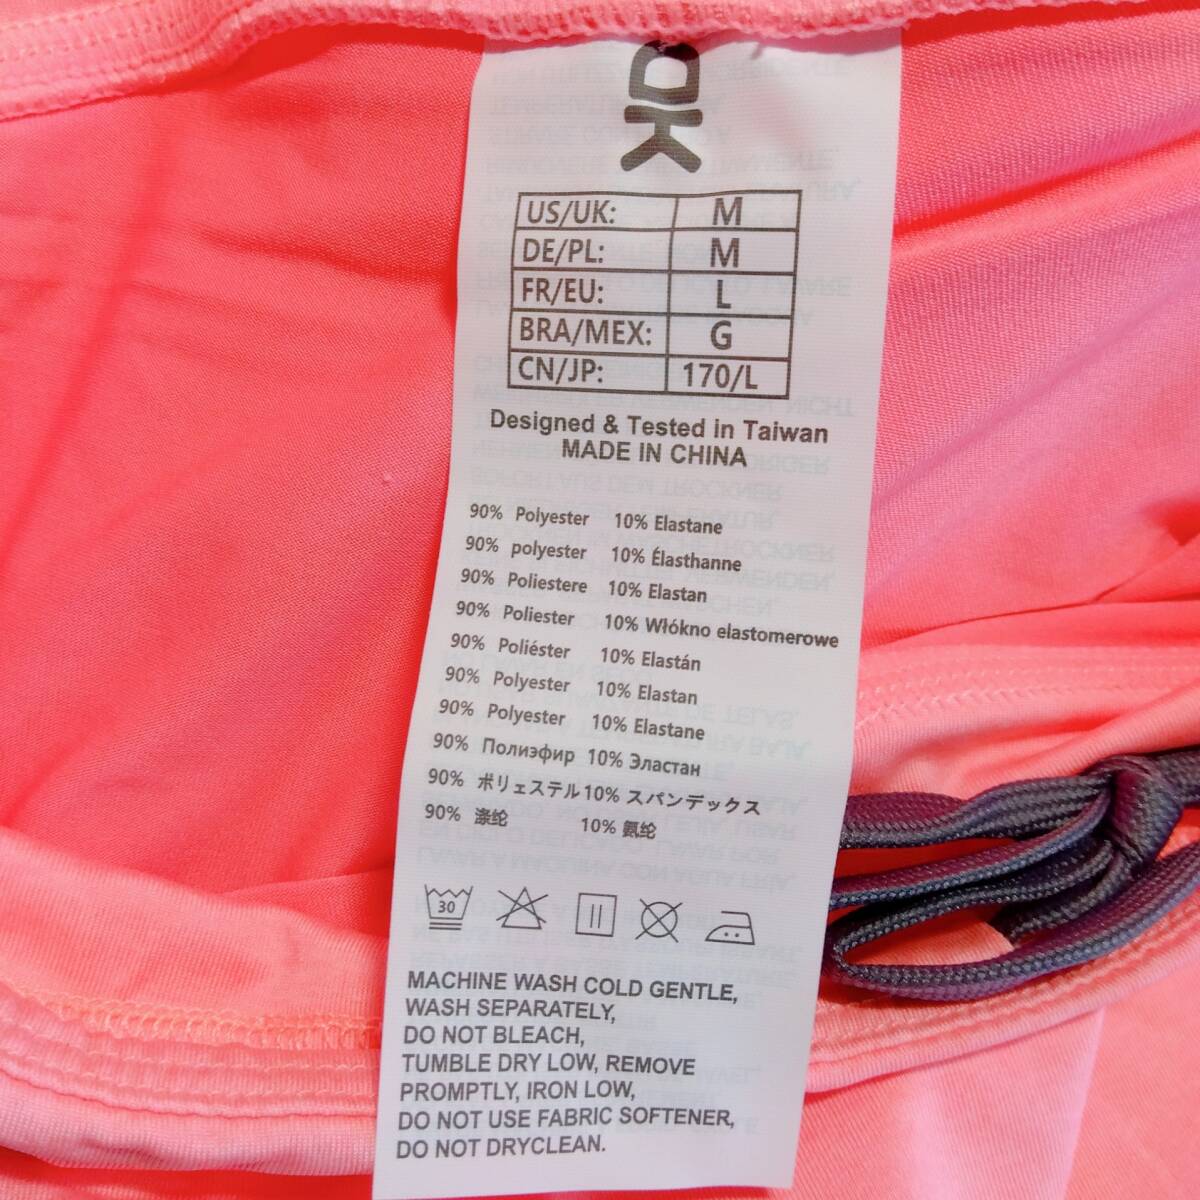 US/UK: M
DE/PL: M
FR/EU: L
BRA/MEX: G
CN/JP: 170/L
Designed & Tested in Taiwan
MADE IN CHINA
90% Polyester 10% Elastane
90% polyester 10% Élasthanne
90% Poliestere 10% Elastan
90% Poliester 10% Włókno elastomerowe
90% Poliéster 10% Elastán
90% Polyester 10% Elastan
90% Polyester 10% Elastane
90% Полиэфир 10% Эластан
90% ポリェステル 10% スパンデックス
90% 涤纶 10% 氨纶
30
MACHINE WASH COLD GENTLE,
WASH SEPARATELY,
DO NOT BLEACH,
TUMBLE DRY LOW, REMOVE
PROMPTLY, IRON LOW,
DO NOT USE FABRIC SOFTENER,
DO NOT DRYCLEAN.